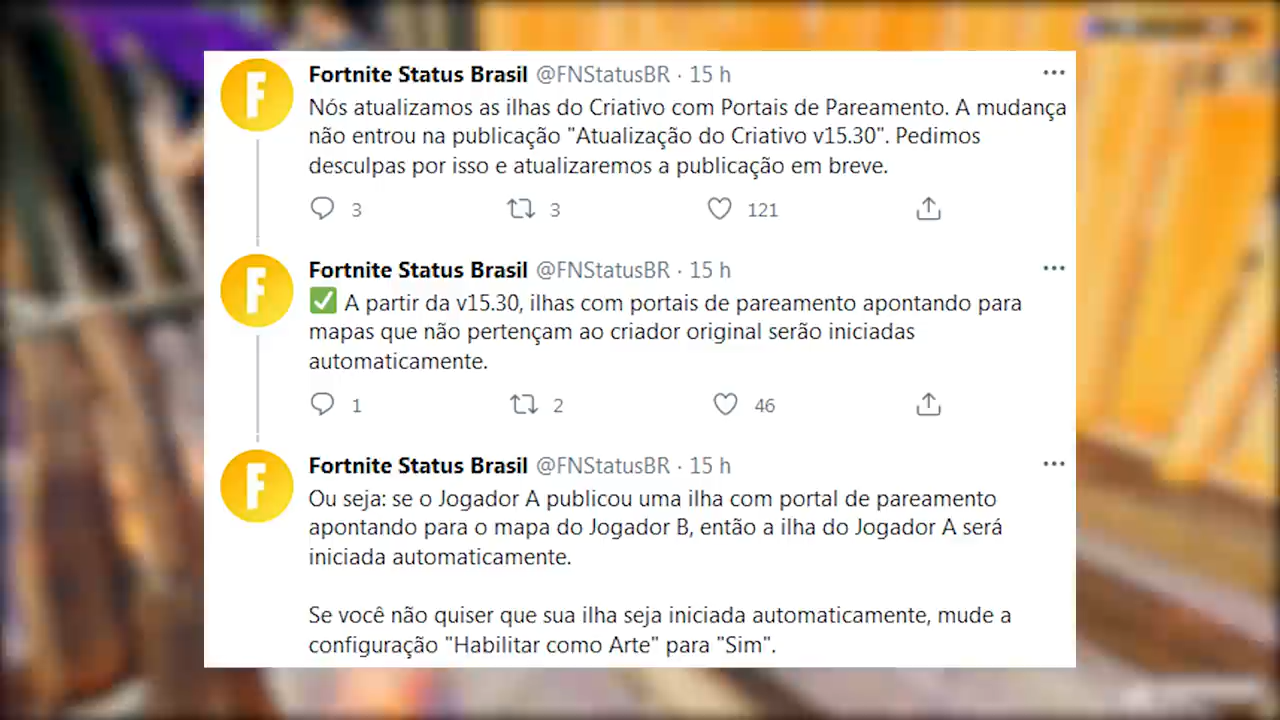 Fortnite Status Brasil @FNStatusBR · 15 h
Nós atualizamos as ilhas do Criativo com Portais de Pareamento. A mudança
não entrou na publicação "Atualização do Criativo v15.30". Pedimos
desculpas por isso e atualizaremos a publicação em breve.
3 3 121
Fortnite Status Brasil @FNStatusBR · 15 h
✅ A partir da v15.30, ilhas com portais de pareamento apontando para
mapas que não pertençam ao criador original serão iniciadas
automaticamente.
1 2 46
Fortnite Status Brasil @FNStatusBR · 15 h
Ou seja: se o Jogador A publicou uma ilha com portal de pareamento
apontando para o mapa do Jogador B, então a ilha do Jogador A será
iniciada automaticamente.
Se você não quiser que sua ilha seja iniciada automaticamente, mude a
configuração "Habilitar como Arte" para "Sim".